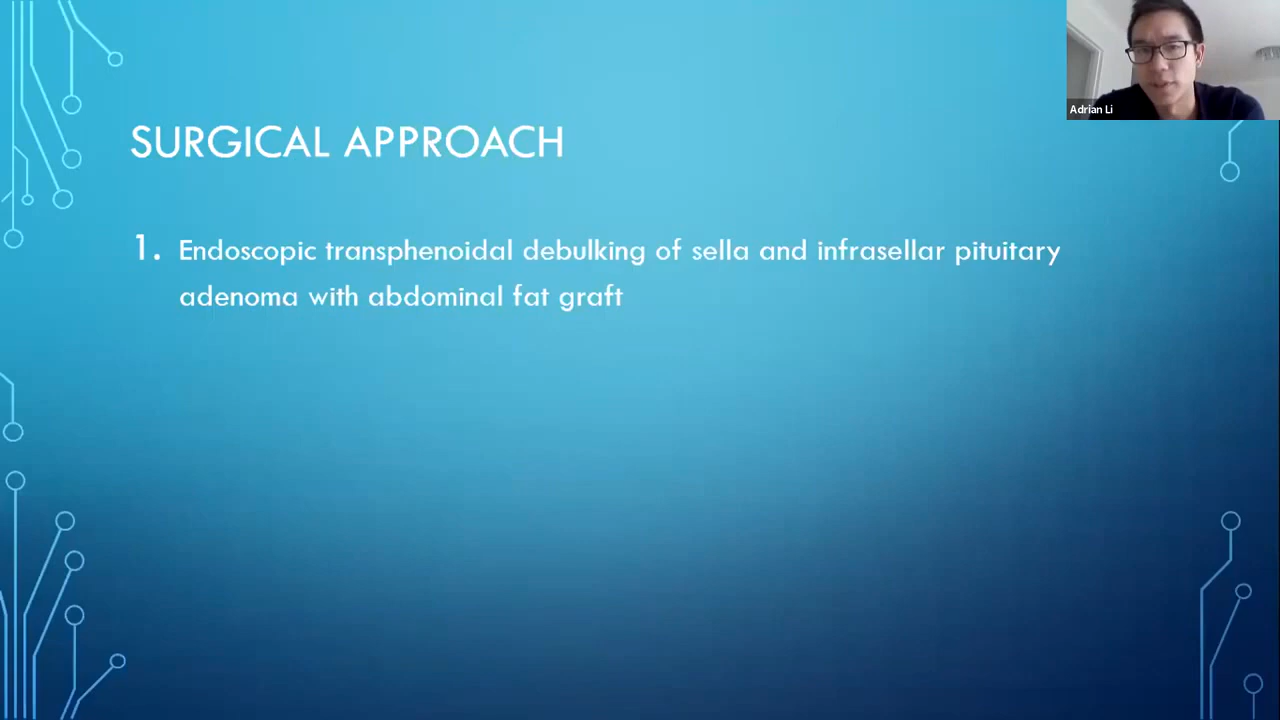 Adrian Li
SURGICAL APPROACH
1. Endoscopic transphenoidal debulking of sella and infrasellar pituitary
adenoma with abdominal fat graft